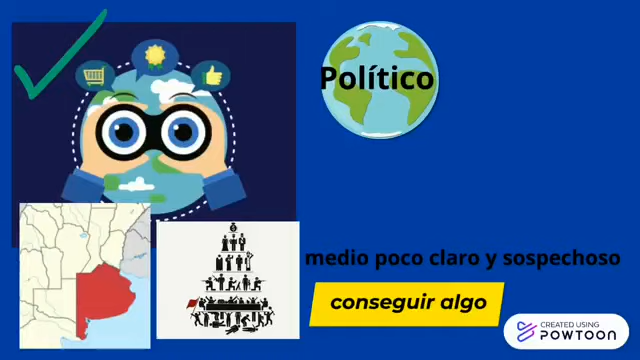 Político
medio poco claro y sospechoso
conseguir algo
CREATED USING
POWTOON